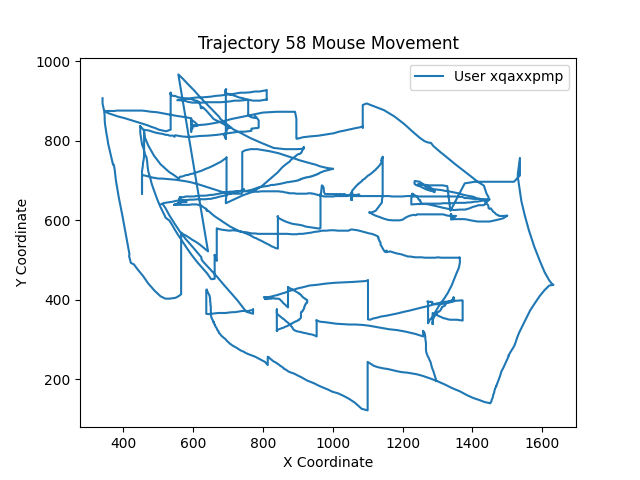 Trajectory 58 Mouse Movement
User xqaxxpmp
1000
800
600
400
200
Y Coordinate
400 600 800 1000 1200 1400 1600
X Coordinate